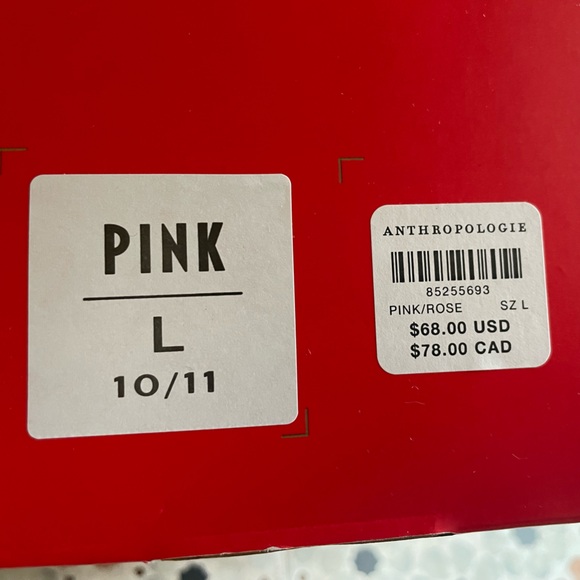 PINK
L
10/11
ANTHROPOLOGIE
85255693
PINK/ROSE SZ L
$68.00 USD
$78.00 CAD